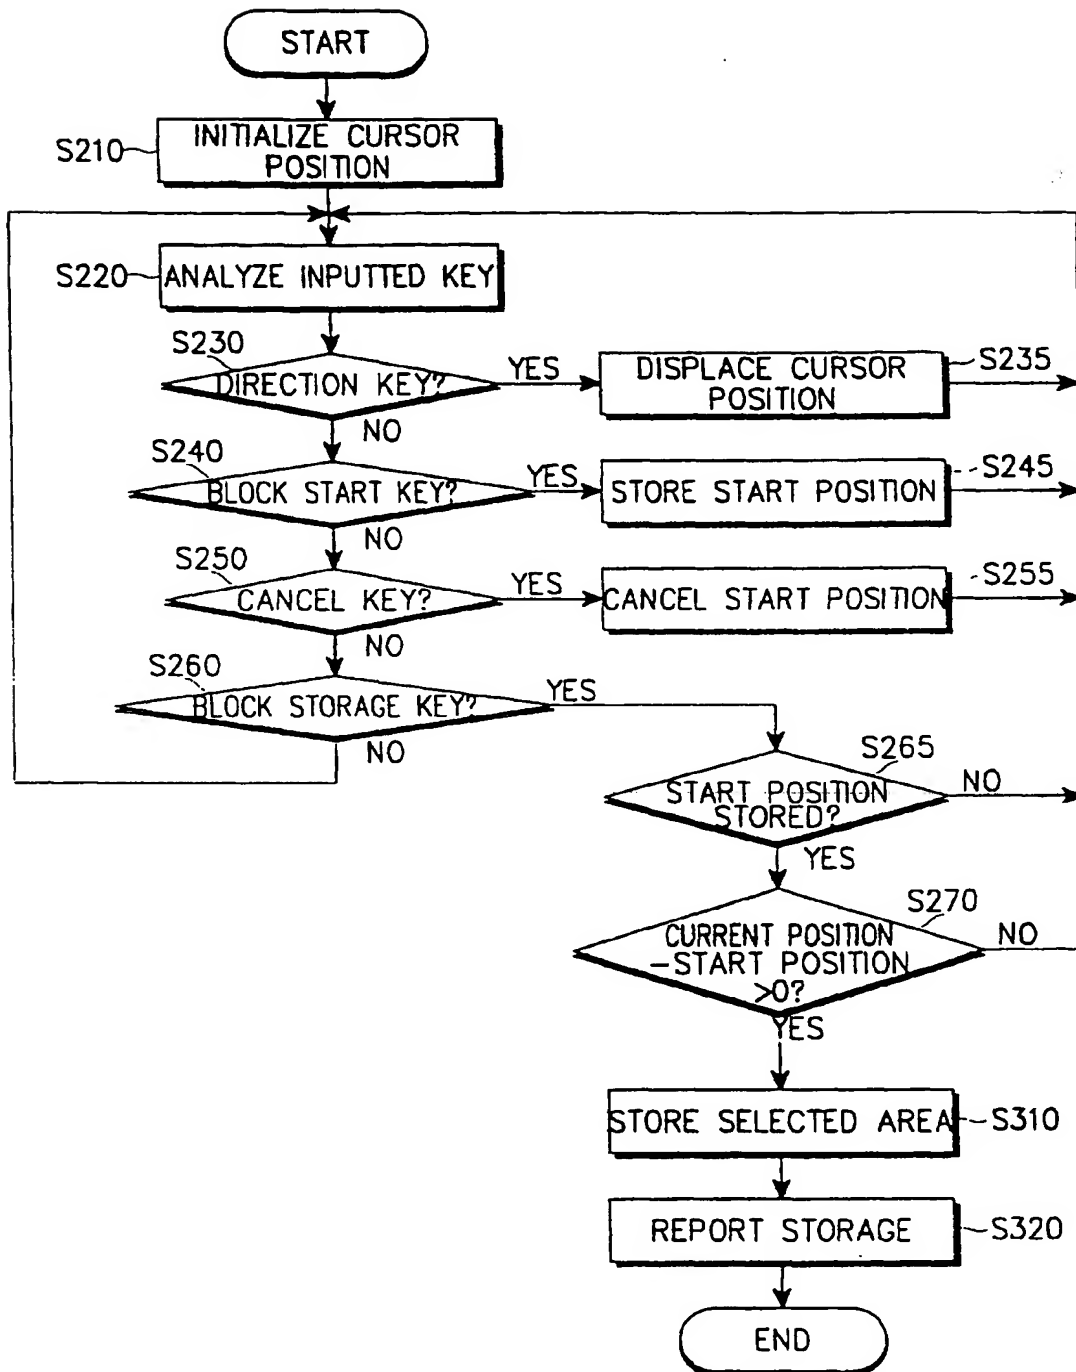 START
S210
INITIALIZE CURSOR
POSITION
S220
ANALYZE INPUTTED KEY
S230
DIRECTION KEY?
YES
NO
DISPLACE CURSOR
POSITION
S235
S240
BLOCK START KEY?
YES
NO
STORE START POSITION
S245
S250
CANCEL KEY?
YES
NO
CANCEL START POSITION
S255
S260
BLOCK STORAGE KEY?
YES
NO
S265
START POSITION
STORED?
NO
YES
S270
CURRENT POSITION
-START POSITION
>0?
NO
YES
STORE SELECTED AREA
S310
REPORT STORAGE
S320
END